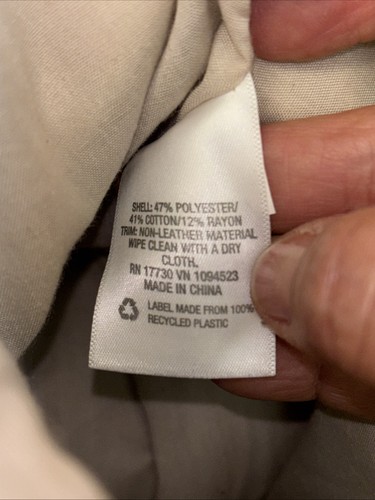 SHELL: 47% POLYESTER/
41% COTTON/12% RAYON
TRIM: NON-LEATHER MATERIAL
WIPE CLEAN WITH A DRY
CLOTH.
RN 17730 VN 1094523
MADE IN CHINA
LABEL MADE FROM 100%
RECYCLED PLASTIC